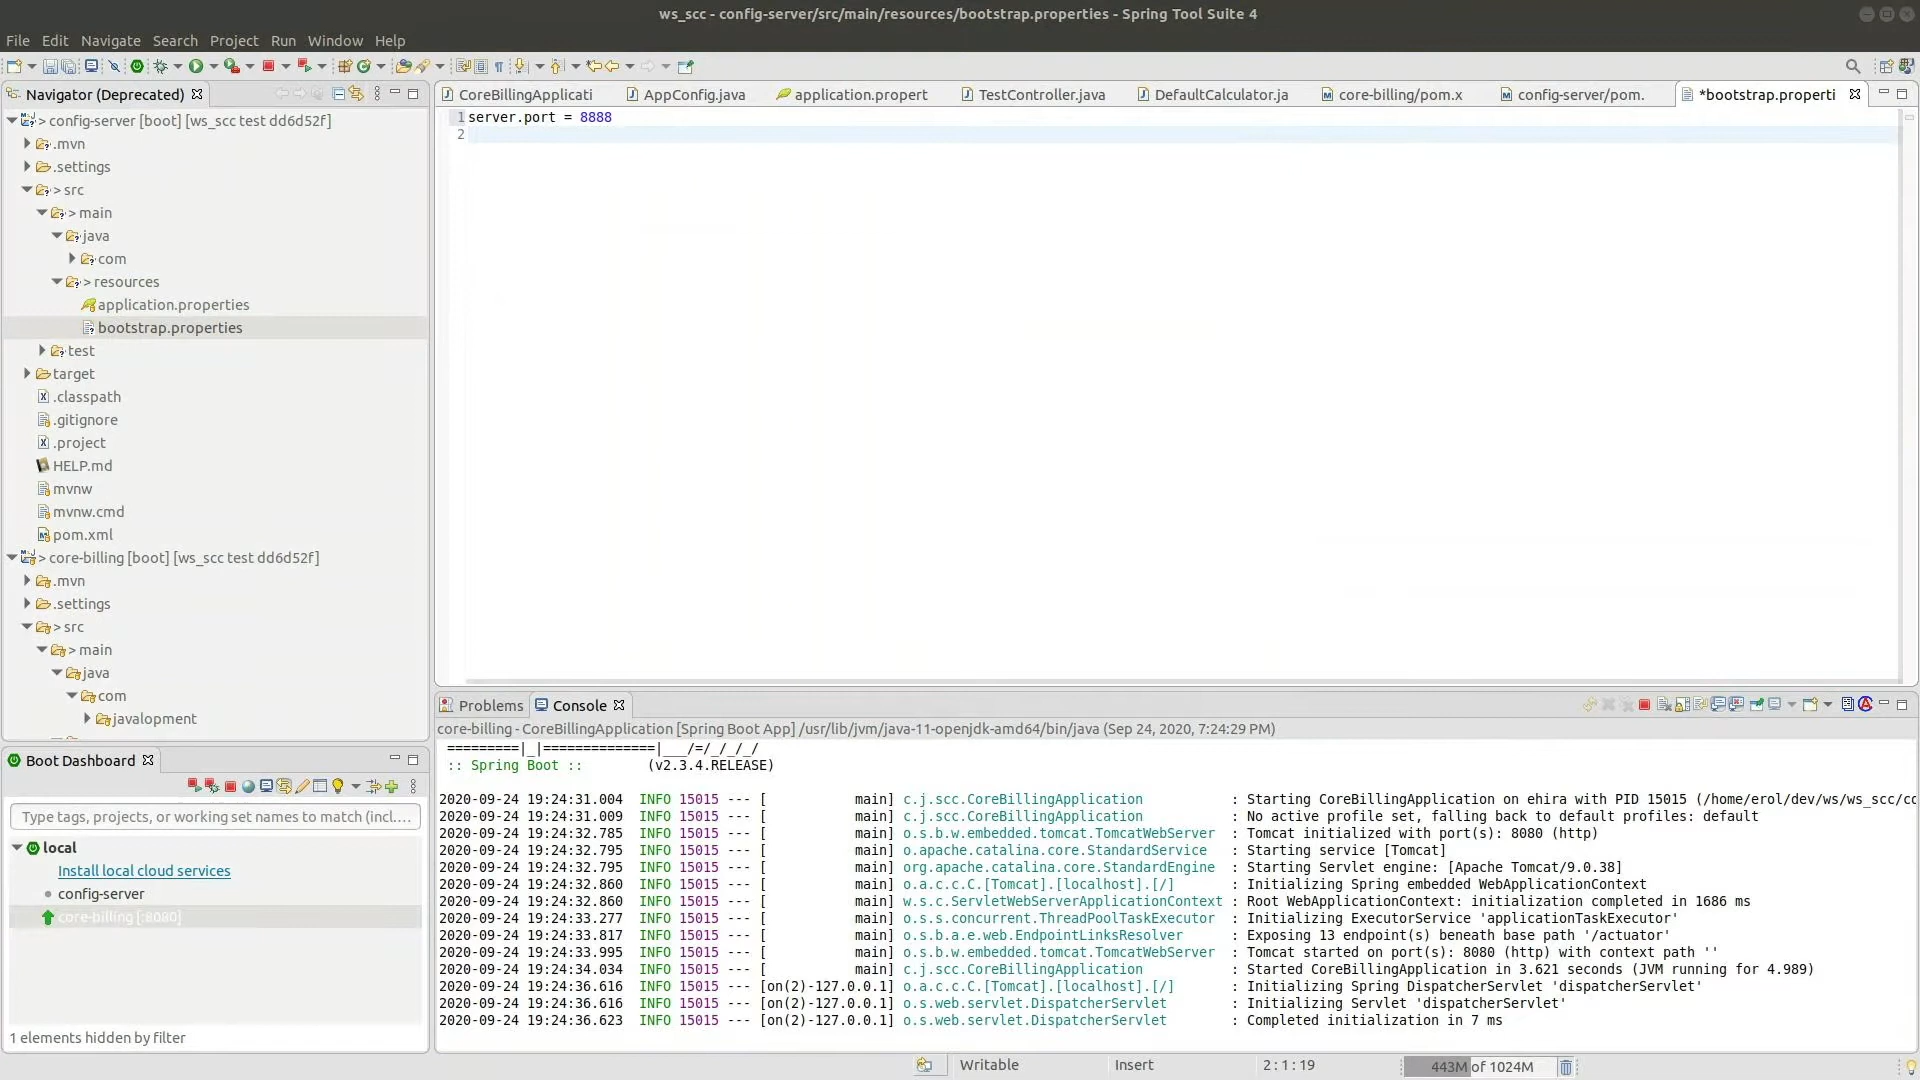 ws_scc - config-server/src/main/resources/bootstrap.properties - Spring Tool Suite 4
File Edit Navigate Search Project Run Window Help
Navigator (Deprecated)
> config-server [boot] [ws_scc test dd6d52f]
.mvn
.settings
> src
> main
java
com
> resources
application.properties
bootstrap.properties
test
target
.classpath
.gitignore
.project
HELP.md
mvnw
mvnw.cmd
pom.xml
> core-billing [boot] [ws_scc test dd6d52f]
.mvn
.settings
> src
> main
java
com
javalopment
CoreBillingApplicati AppConfig.java application.propert TestController.java DefaultCalculator.ja core-billing/pom.x config-server/pom. *bootstrap.properti
1 server.port = 8888
2
Boot Dashboard
Type tags, projects, or working set names to match (incl....
local
Install local cloud services
config-server
core-billing [:8080]
1 elements hidden by filter
Problems Console
core-billing - CoreBillingApplication [Spring Boot App] /usr/lib/jvm/java-11-openjdk-amd64/bin/java (Sep 24, 2020, 7:24:29 PM)
=========|_|==============|___/=/_/_/_/
:: Spring Boot :: (v2.3.4.RELEASE)
2020-09-24 19:24:31.004 INFO 15015 --- [ main] c.j.scc.CoreBillingApplication : Starting CoreBillingApplication on ehira with PID 15015 (/home/erol/dev/ws/ws_scc/co
2020-09-24 19:24:31.009 INFO 15015 --- [ main] c.j.scc.CoreBillingApplication : No active profile set, falling back to default profiles: default
2020-09-24 19:24:32.785 INFO 15015 --- [ main] o.s.b.w.embedded.tomcat.TomcatWebServer : Tomcat initialized with port(s): 8080 (http)
2020-09-24 19:24:32.795 INFO 15015 --- [ main] o.apache.catalina.core.StandardService : Starting service [Tomcat]
2020-09-24 19:24:32.795 INFO 15015 --- [ main] org.apache.catalina.core.StandardEngine : Starting Servlet engine: [Apache Tomcat/9.0.38]
2020-09-24 19:24:32.860 INFO 15015 --- [ main] o.a.c.c.C.[Tomcat].[localhost].[/] : Initializing Spring embedded WebApplicationContext
2020-09-24 19:24:32.860 INFO 15015 --- [ main] w.s.c.ServletWebServerApplicationContext : Root WebApplicationContext: initialization completed in 1686 ms
2020-09-24 19:24:33.277 INFO 15015 --- [ main] o.s.s.concurrent.ThreadPoolTaskExecutor : Initializing ExecutorService 'applicationTaskExecutor'
2020-09-24 19:24:33.817 INFO 15015 --- [ main] o.s.b.a.e.web.EndpointLinksResolver : Exposing 13 endpoint(s) beneath base path '/actuator'
2020-09-24 19:24:33.995 INFO 15015 --- [ main] o.s.b.w.embedded.tomcat.TomcatWebServer : Tomcat started on port(s): 8080 (http) with context path ''
2020-09-24 19:24:34.034 INFO 15015 --- [ main] c.j.scc.CoreBillingApplication : Started CoreBillingApplication in 3.621 seconds (JVM running for 4.989)
2020-09-24 19:24:36.616 INFO 15015 --- [on(2)-127.0.0.1] o.a.c.c.C.[Tomcat].[localhost].[/] : Initializing Spring DispatcherServlet 'dispatcherServlet'
2020-09-24 19:24:36.616 INFO 15015 --- [on(2)-127.0.0.1] o.s.web.servlet.DispatcherServlet : Initializing Servlet 'dispatcherServlet'
2020-09-24 19:24:36.623 INFO 15015 --- [on(2)-127.0.0.1] o.s.web.servlet.DispatcherServlet : Completed initialization in 7 ms
Writable Insert 2 : 1 : 19 443M of 1024M